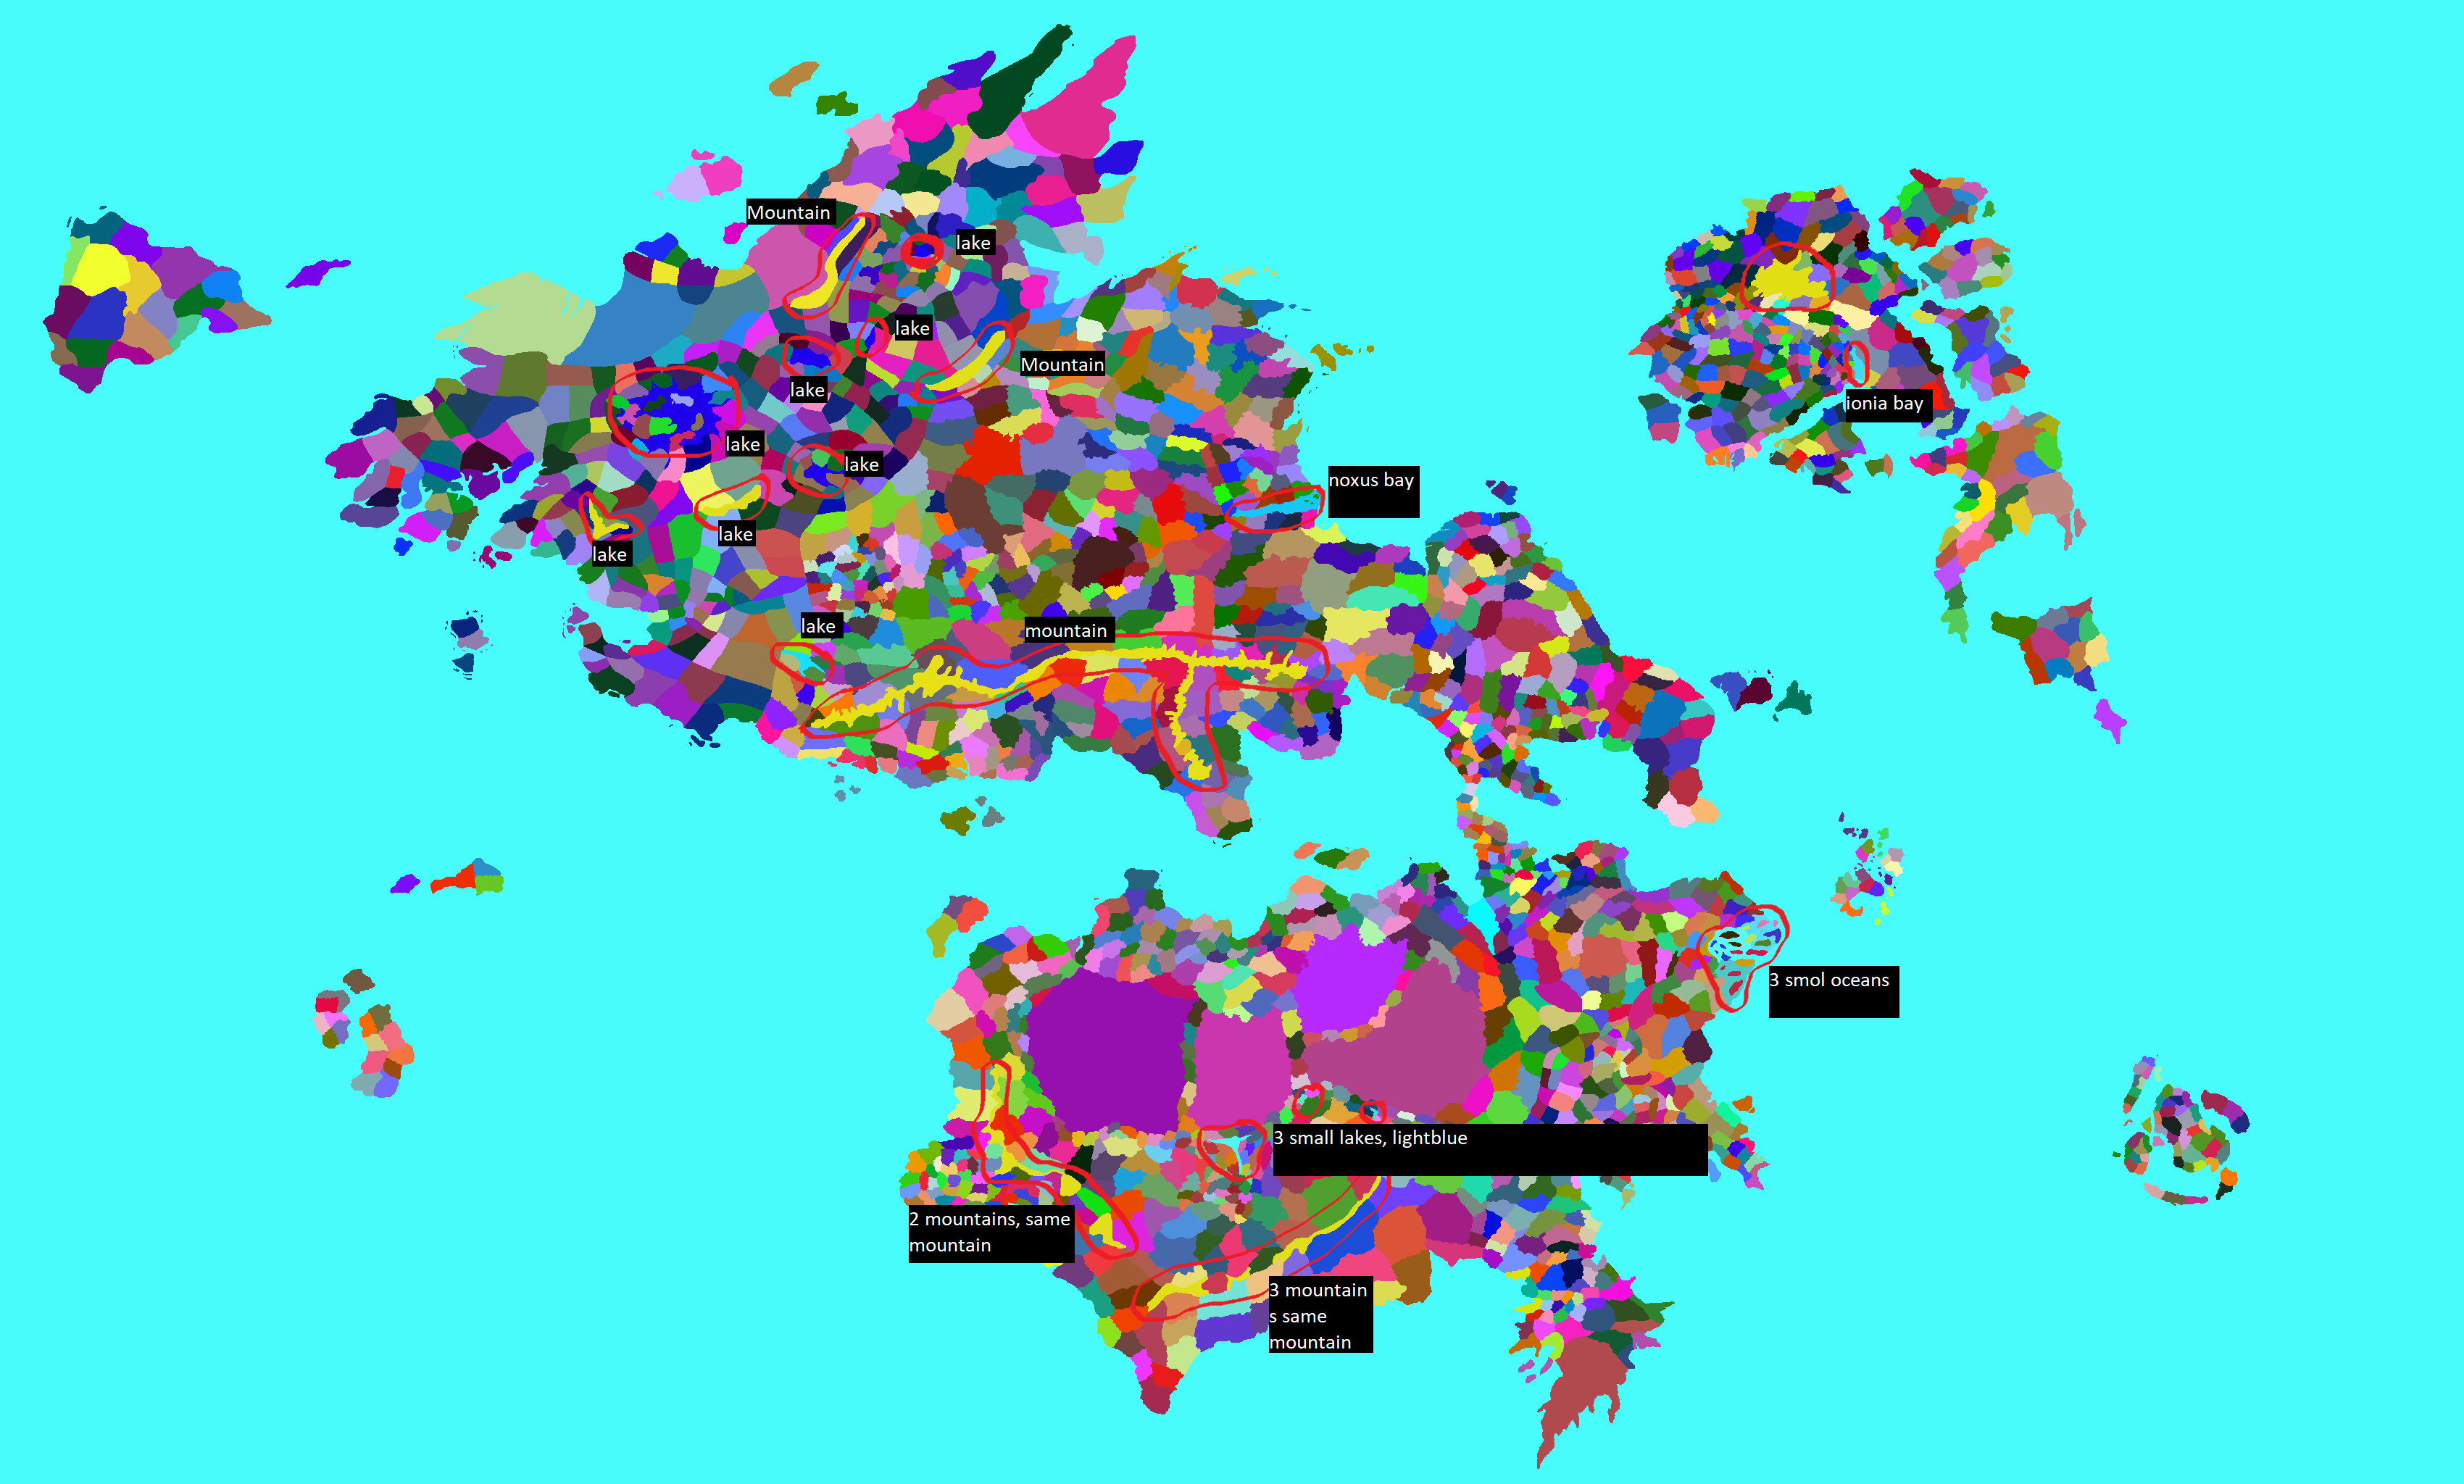 Mountain
lake
lake
Mountain
lake
ionia bay
lake
lake
noxus bay
lake
lake
lake
mountain
3 smol oceans
3 small lakes, lightblue
2 mountains, same
mountain
3 mountain
s same
mountain